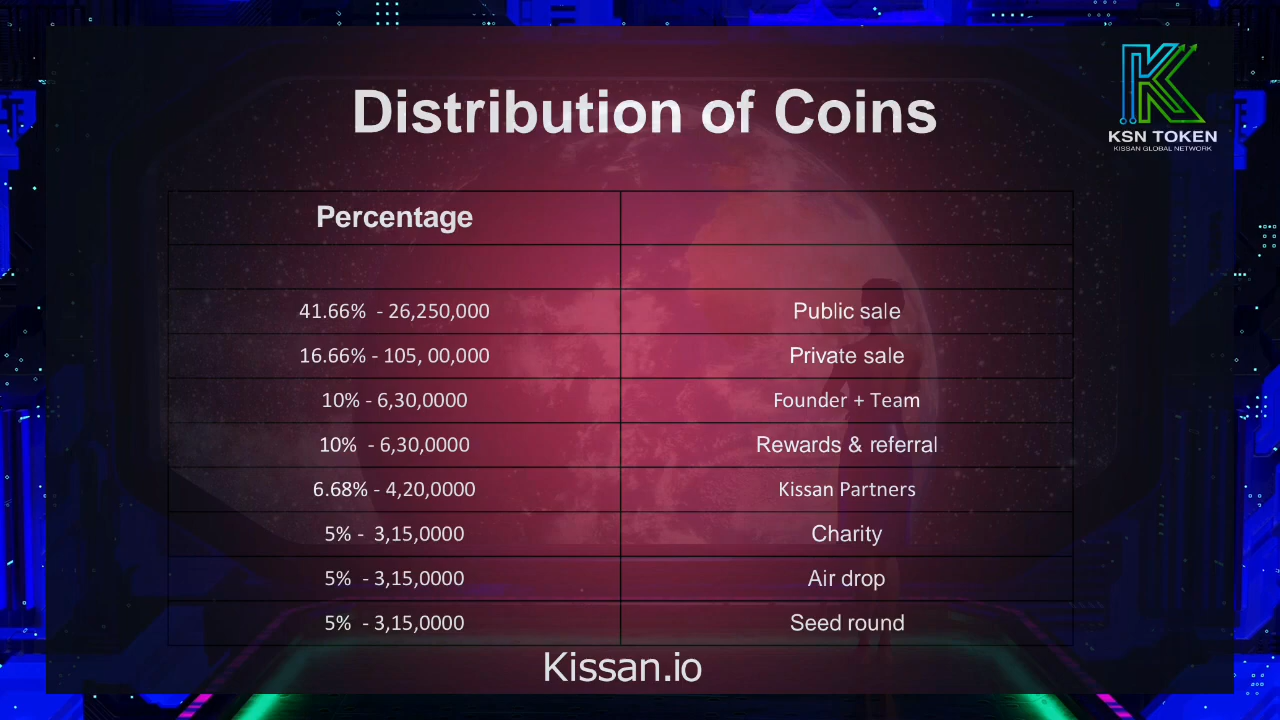 Distribution of Coins
KSN TOKEN
KISSAN GLOBAL NETWORK
Percentage
41.66% - 26,250,000 Public sale
16.66% - 105, 00,000 Private sale
10% - 6,30,0000 Founder + Team
10% - 6,30,0000 Rewards & referral
6.68% - 4,20,0000 Kissan Partners
5% - 3,15,0000 Charity
5% - 3,15,0000 Air drop
5% - 3,15,0000 Seed round
Kissan.io